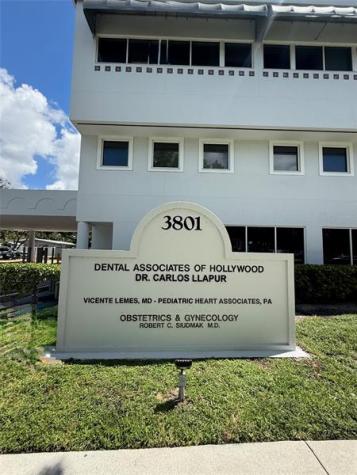 3801
DENTAL ASSOCIATES OF HOLLYWOOD
DR. CARLOS LLAPUR
VICENTE LEMES, MD - PEDIATRIC HEART ASSOCIATES, PA
OBSTETRICS & GYNECOLOGY
ROBERT C. SIUDMAK M.D.